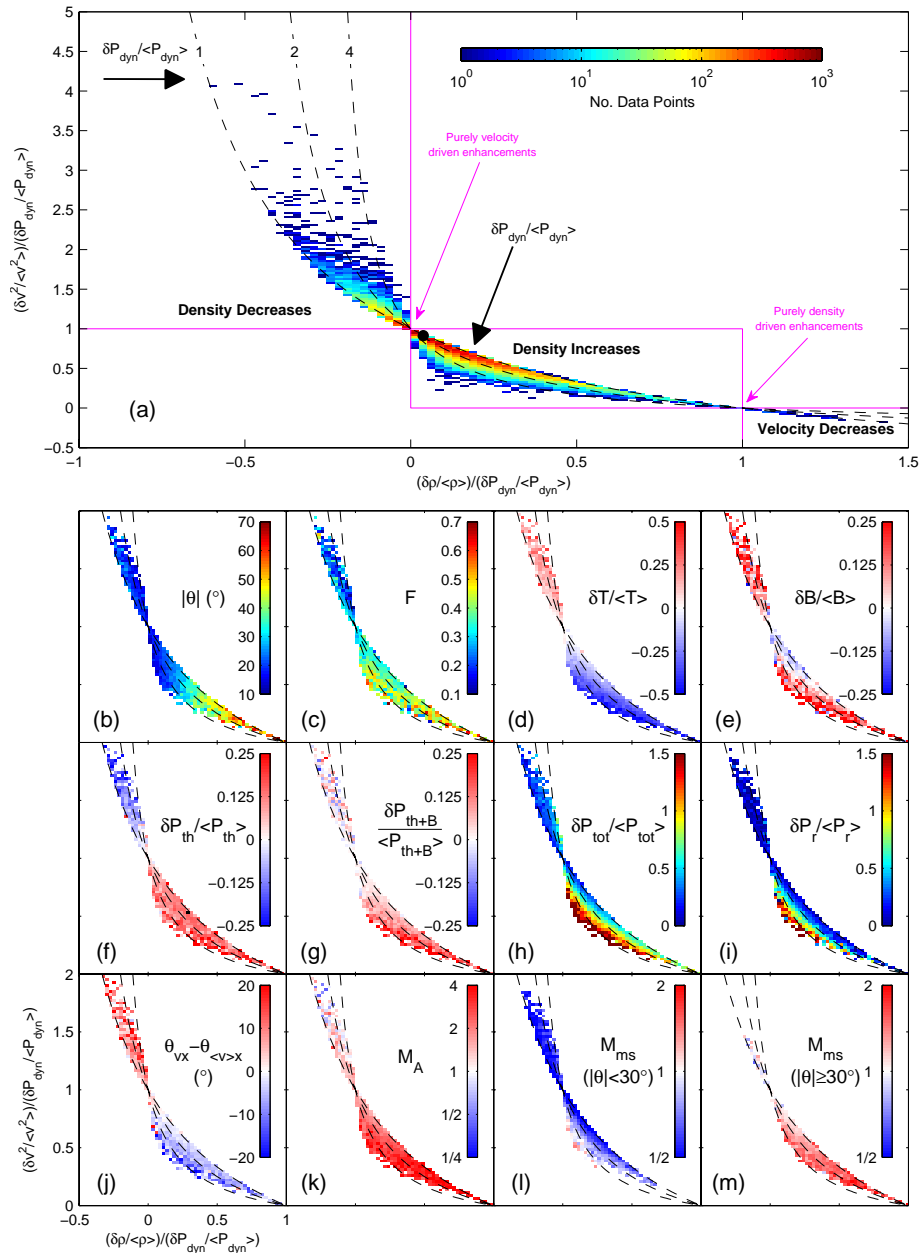 5
4.5
4
3.5
3
2.5
2
1.5
1
0.5
0
−0.5
(δv²/<v²>)/(δP_dyn/<P_dyn>)
δP_dyn/<P_dyn>
1
2
4
10⁰
10¹
10²
10³
No. Data Points
Purely velocity
driven enhancements
δP_dyn/<P_dyn>
Purely density
driven enhancements
Density Decreases
Density Increases
Velocity Decreases
(a)
−1
−0.5
0
0.5
1
1.5
(δρ/<ρ>)/(δP_dyn/<P_dyn>)
70
60
50
40
30
20
10
|θ| (°)
(b)
0.7
0.6
0.5
0.4
0.3
0.2
0.1
F
(c)
0.5
0.25
0
−0.25
−0.5
δT/<T>
(d)
0.25
0.125
0
−0.125
−0.25
δB/<B>
(e)
0.25
0.125
0
−0.125
−0.25
δP_th/<P_th>
(f)
0.25
0.125
0
−0.125
−0.25
δP_th+B
<P_th+B>
(g)
1.5
1
0.5
0
δP_tot/<P_tot>
(h)
1.5
1
0.5
0
δP_r/<P_r>
(i)
2
1.5
1
0.5
0
(δv²/<v²>)/(δP_dyn/<P_dyn>)
20
10
0
−10
−20
θ_vx−θ_<v>x
(°)
(j)
−0.5
0
0.5
1
(δρ/<ρ>)/(δP_dyn/<P_dyn>)
4
2
1
1/2
1/4
M_A
(k)
2
1
1/2
M_ms
(|θ|<30°)
(l)
2
1
1/2
M_ms
(|θ|≥30°)
(m)